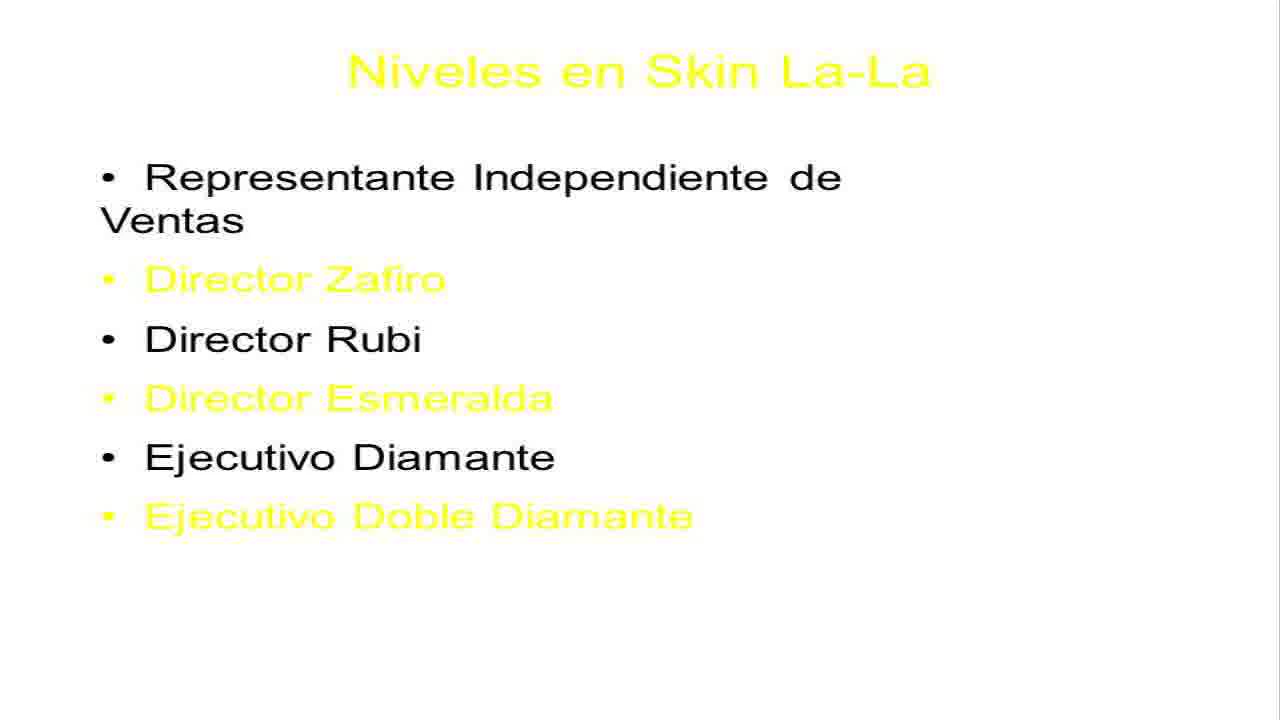 Niveles en Skin La-La
• Representante Independiente de
Ventas
• Director Zafiro
• Director Rubi
• Director Esmeralda
• Ejecutivo Diamante
• Ejecutivo Doble Diamante